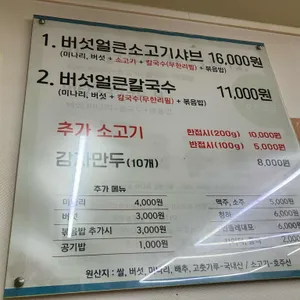 1. 버섯얼큰소고기샤브 16,000원
(미나리, 버섯 + 소고기 + 칼국수(무한리필) + 볶음밥)
2. 버섯얼큰칼국수 11,000원
(미나리, 버섯 + 칼국수(무한리필) + 볶음밥)
추가 소고기 한접시(200g) 10,000원
반접시(100g) 5,000원
감자만두(10개) 8,000원
추가 메뉴
미나리 4,000원
버섯 3,000원
볶음밥 추가시 3,000원
공기밥 1,000원
맥주, 소주 5,000원
청하 6,000원
6,000원
2,000원
원산지 : 쌀, 버섯, 미나리, 배추, 고춧가루-국내산 / 소고기-호주산